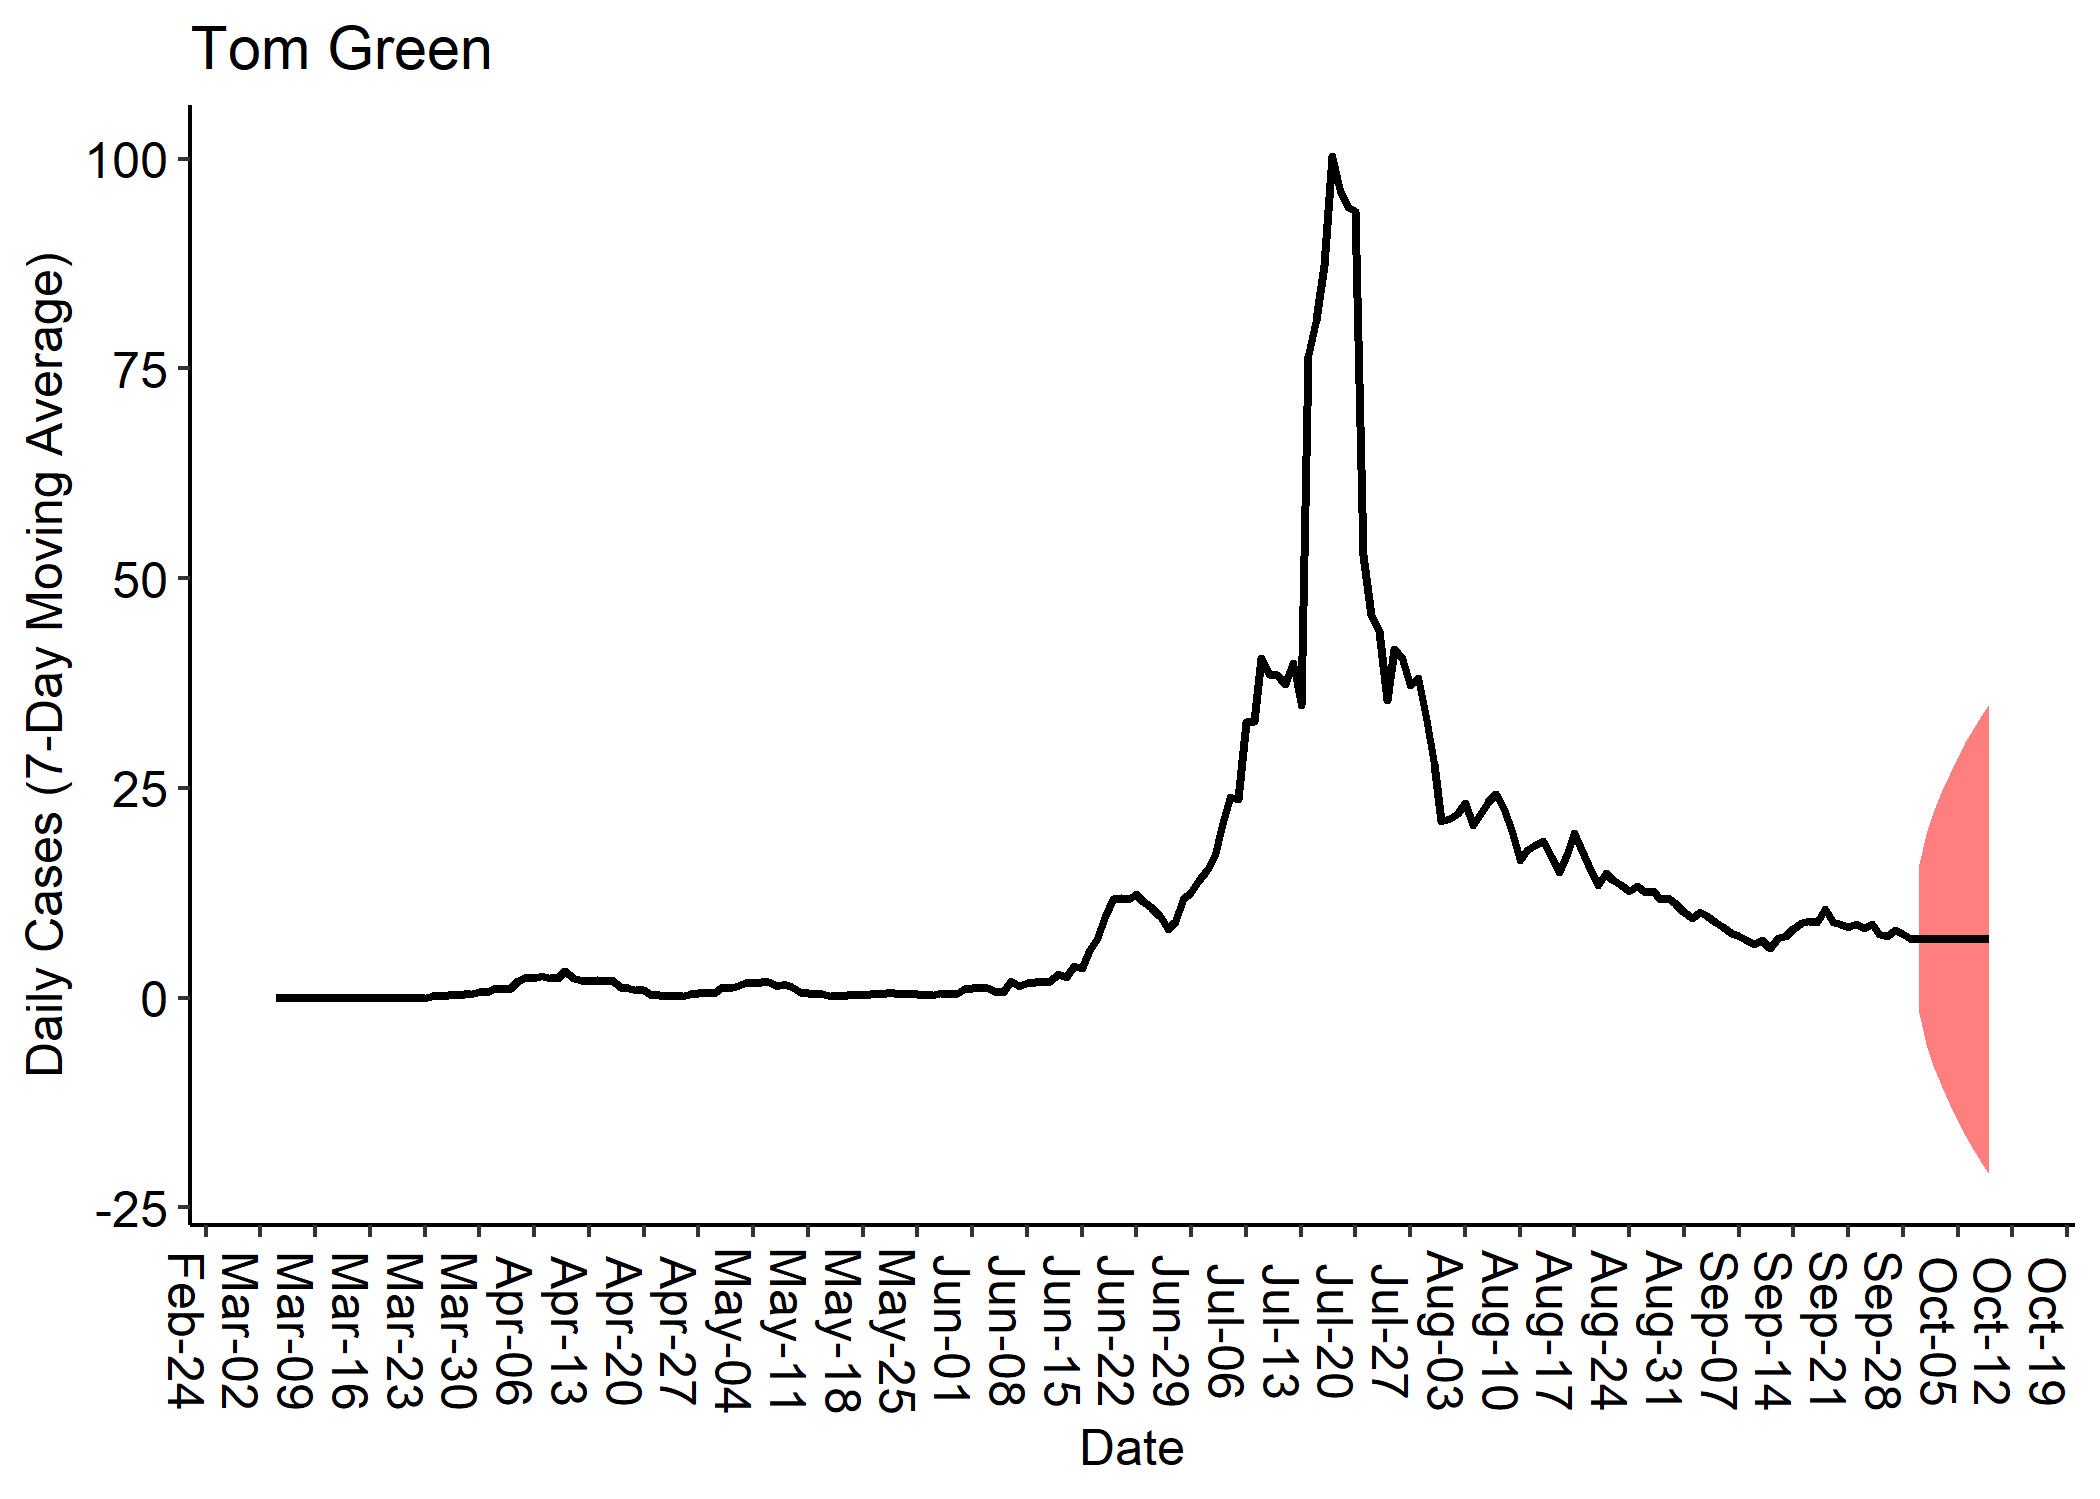 Tom Green
Daily Cases (7-Day Moving Average)
100
75
50
25
0
-25
Feb-24
Mar-02
Mar-09
Mar-16
Mar-23
Mar-30
Apr-06
Apr-13
Apr-20
Apr-27
May-04
May-11
May-18
May-25
Jun-01
Jun-08
Jun-15
Jun-22
Jun-29
Jul-06
Jul-13
Jul-20
Jul-27
Aug-03
Aug-10
Aug-17
Aug-24
Aug-31
Sep-07
Sep-14
Sep-21
Sep-28
Oct-05
Oct-12
Oct-19
Date